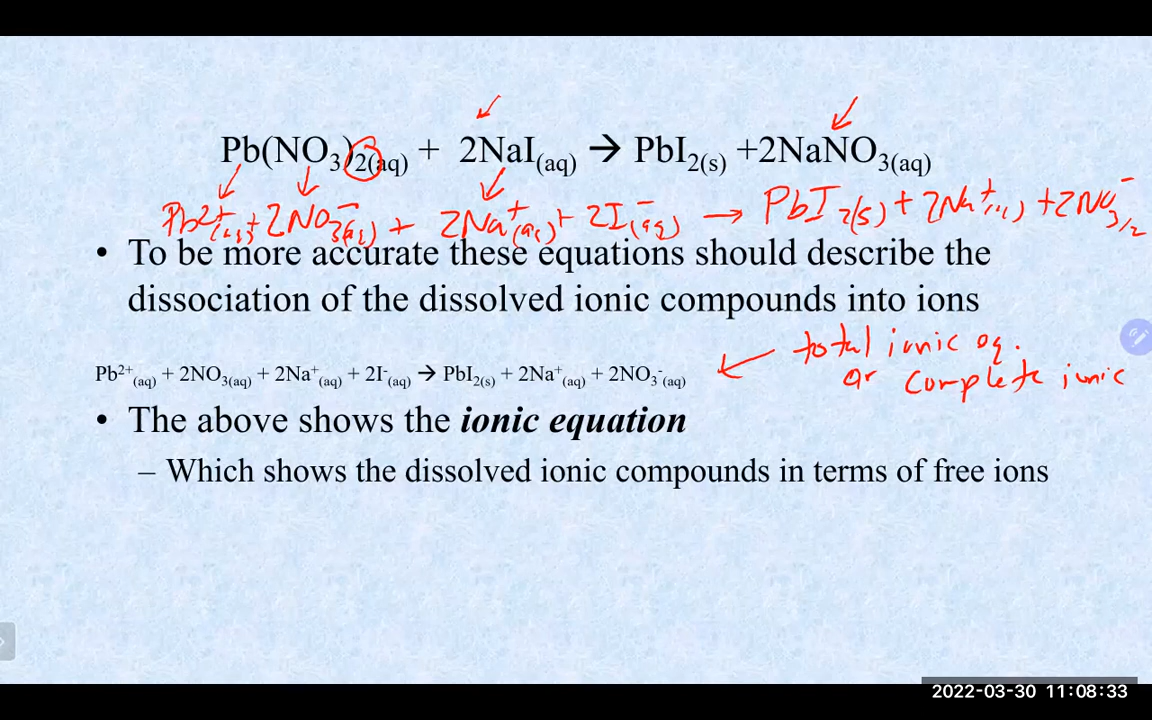 Pb(NO₃)₂(aq) + 2NaI(aq) → PbI₂(s) +2NaNO₃(aq)
Pb²⁺(aq) + 2NO₃⁻(aq) + 2Na⁺(aq) + 2I⁻(aq) → PbI₂(s) + 2Na⁺ + 2NO₃⁻
• To be more accurate these equations should describe the
dissociation of the dissolved ionic compounds into ions
total ionic eq.
or complete ionic
Pb²⁺(aq) + 2NO₃(aq) + 2Na⁺(aq) + 2I⁻(aq) → PbI₂(s) + 2Na⁺(aq) + 2NO₃⁻(aq)
• The above shows the ionic equation
– Which shows the dissolved ionic compounds in terms of free ions
2022-03-30 11:08:33